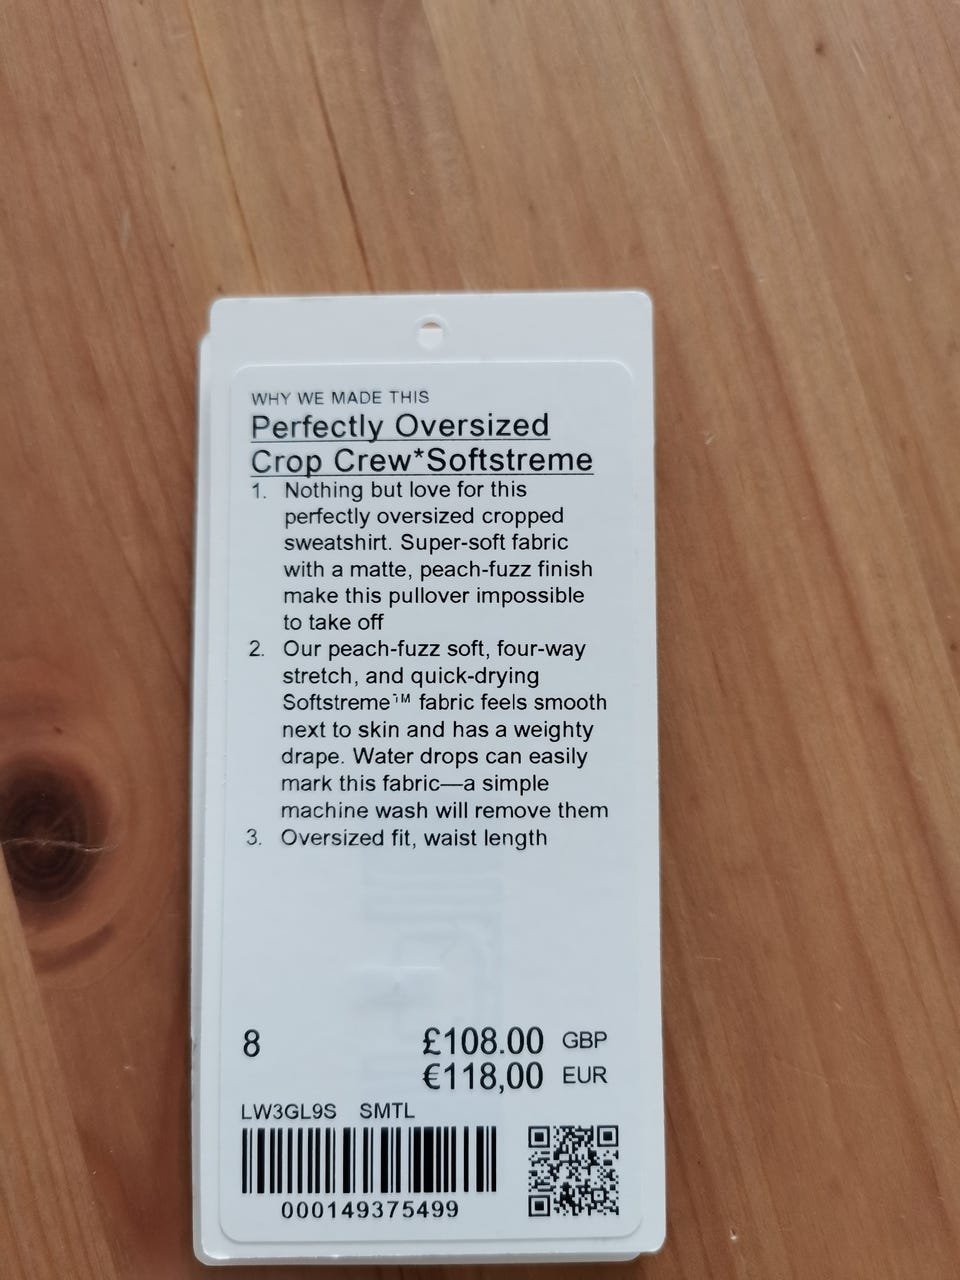 WHY WE MADE THIS
Perfectly Oversized
Crop Crew*Softstreme
1. Nothing but love for this
perfectly oversized cropped
sweatshirt. Super-soft fabric
with a matte, peach-fuzz finish
make this pullover impossible
to take off
2. Our peach-fuzz soft, four-way
stretch, and quick-drying
Softstreme™ fabric feels smooth
next to skin and has a weighty
drape. Water drops can easily
mark this fabric—a simple
machine wash will remove them
3. Oversized fit, waist length
8 £108.00 GBP
€118,00 EUR
LW3GL9S SMTL
000149375499